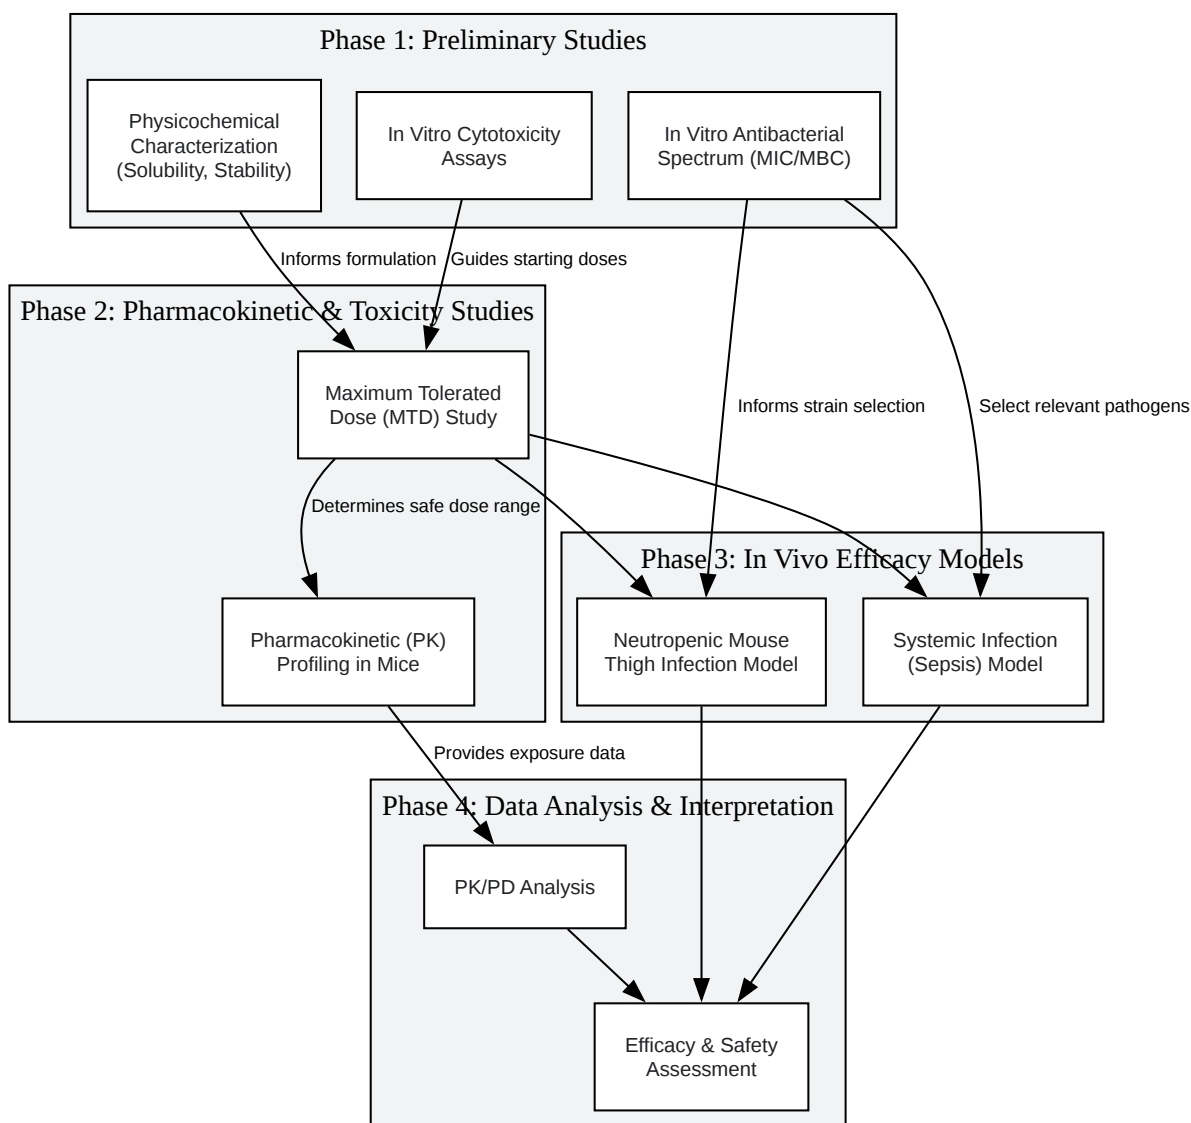 Phase 1: Preliminary Studies
Physicochemical
Characterization
(Solubility, Stability)
In Vitro Cytotoxicity
Assays
In Vitro Antibacterial
Spectrum (MIC/MBC)
Informs formulation
Guides starting doses
Phase 2: Pharmacokinetic & Toxicity Studies
Maximum Tolerated
Dose (MTD) Study
Informs strain selection
Select relevant pathogens
Determines safe dose range
Phase 3: In Vivo Efficacy Models
Pharmacokinetic (PK)
Profiling in Mice
Neutropenic Mouse
Thigh Infection Model
Systemic Infection
(Sepsis) Model
Provides exposure data
Phase 4: Data Analysis & Interpretation
PK/PD Analysis
Efficacy & Safety
Assessment